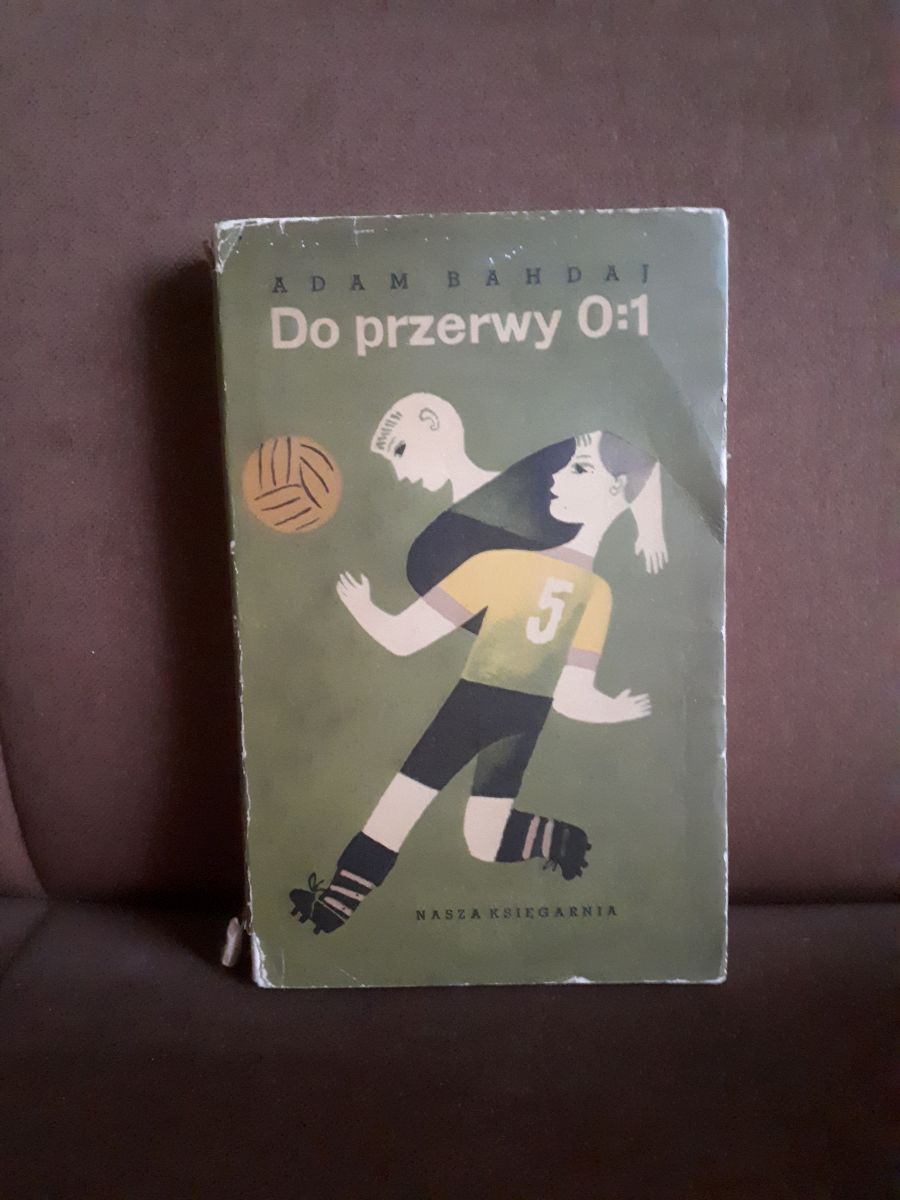 ADAM BAHDAJ
Do przerwy 0:1
5
NASZA KSIĘGARNIA